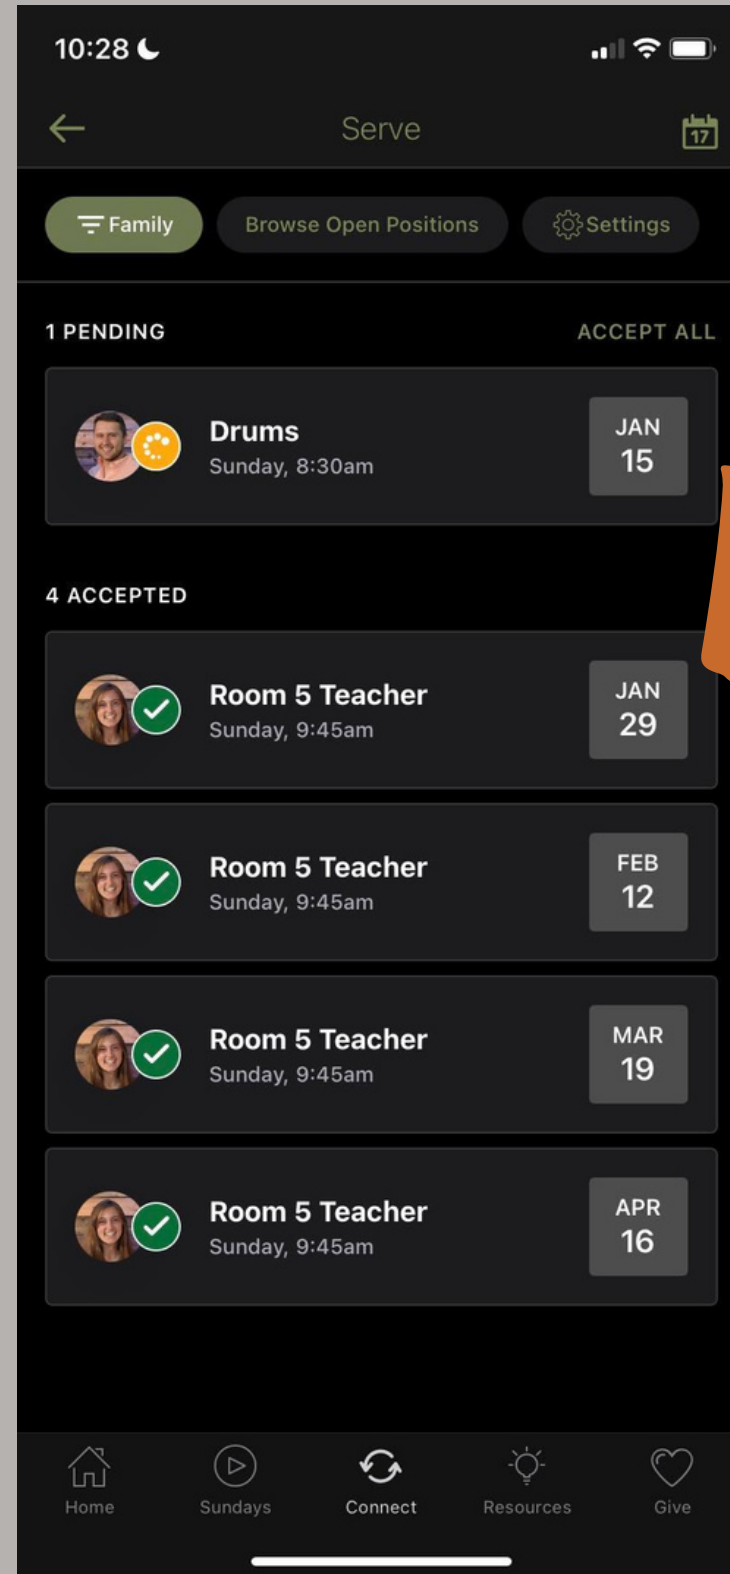 10:28
Serve
17
Family
Browse Open Positions
Settings
1 PENDING
ACCEPT ALL
Drums
Sunday, 8:30am
JAN
15
4 ACCEPTED
Room 5 Teacher
Sunday, 9:45am
JAN
29
Room 5 Teacher
Sunday, 9:45am
FEB
12
Room 5 Teacher
Sunday, 9:45am
MAR
19
Room 5 Teacher
Sunday, 9:45am
APR
16
Home
Sundays
Connect
Resources
Give